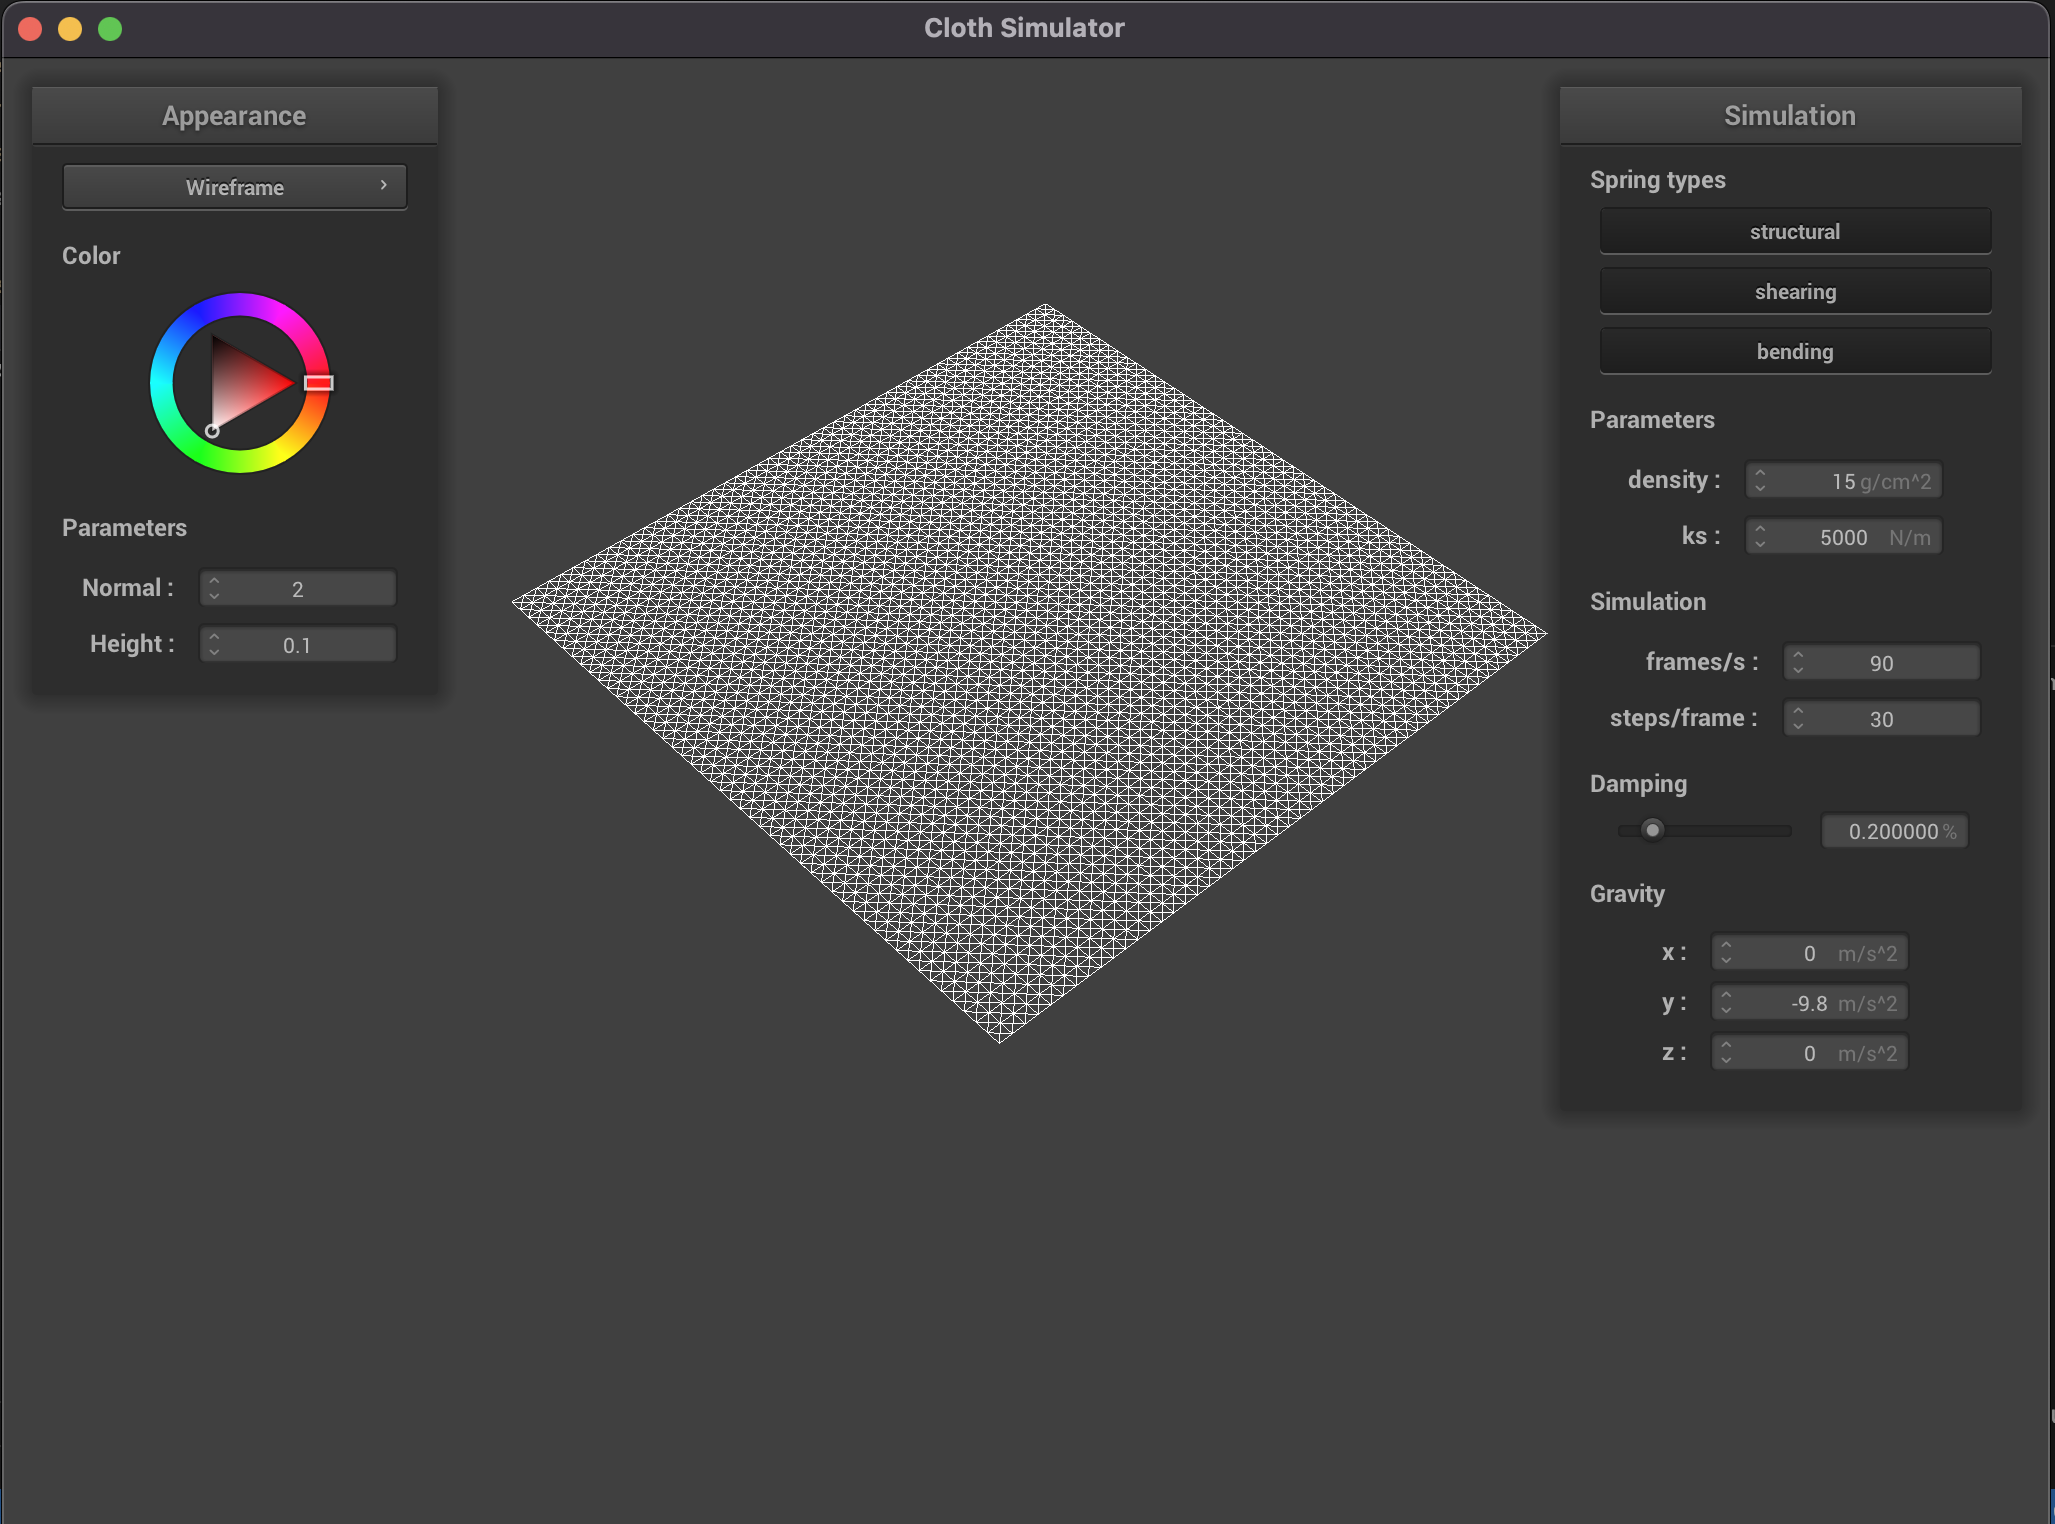 Cloth Simulator
Appearance
Wireframe
Color
Parameters
Normal : 2
Height : 0.1
Simulation
Spring types
structural
shearing
bending
Parameters
density : 15 g/cm^2
ks : 5000 N/m
Simulation
frames/s : 90
steps/frame : 30
Damping
0.200000 %
Gravity
x : 0 m/s^2
y : -9.8 m/s^2
z : 0 m/s^2